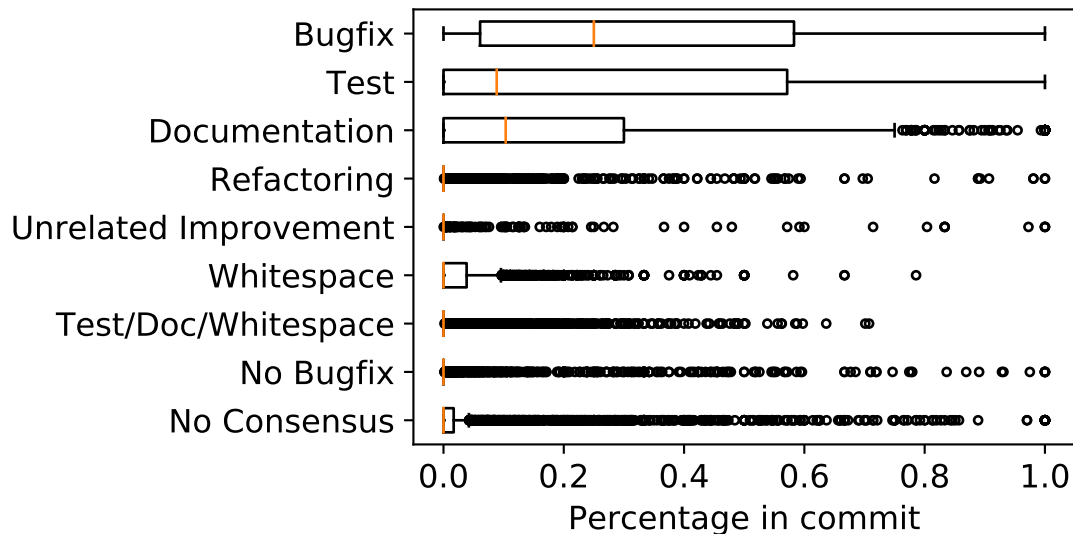 Bugfix
Test
Documentation
Refactoring
Unrelated Improvement
Whitespace
Test/Doc/Whitespace
No Bugfix
No Consensus
0.0 0.2 0.4 0.6 0.8 1.0
Percentage in commit